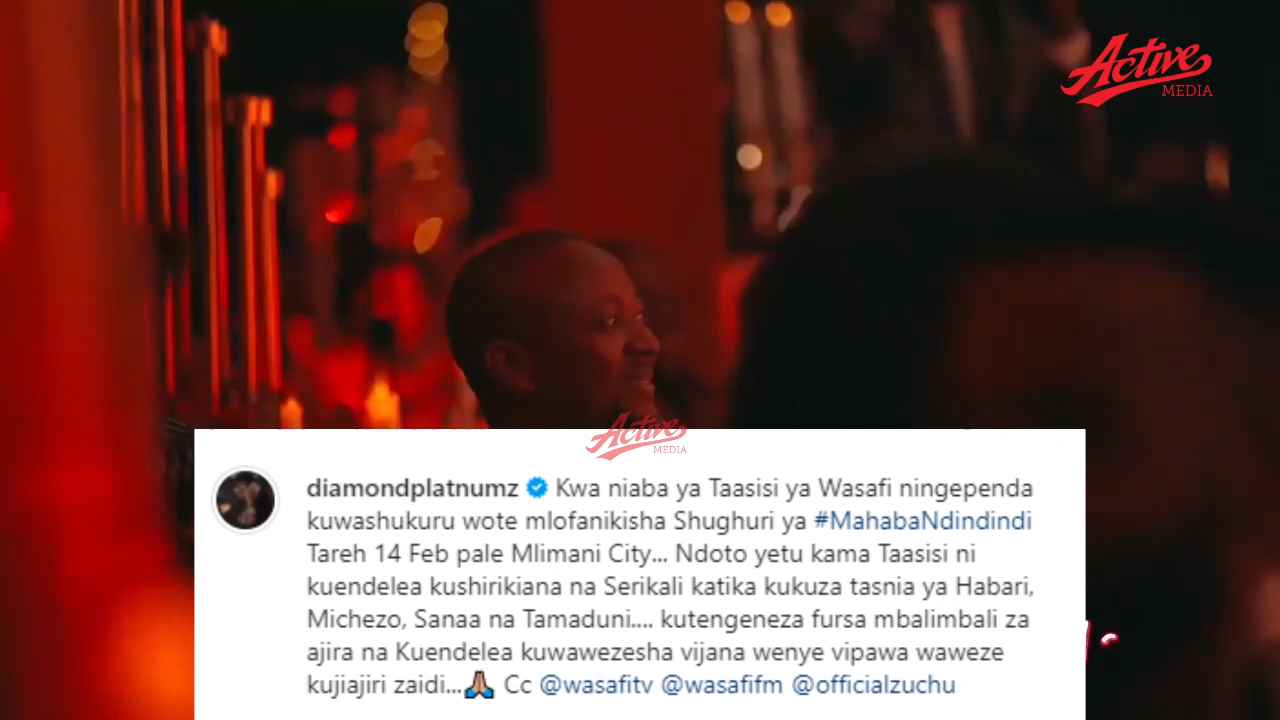 Active
MEDIA
Active
MEDIA
diamondplatnumz Kwa niaba ya Taasisi ya Wasafi ningependa
kuwashukuru wote mlofanikisha Shughuri ya #MahabaNdindindi
Tareh 14 Feb pale Mlimani City... Ndoto yetu kama Taasisi ni
kuendelea kushirikiana na Serikali katika kukuza tasnia ya Habari,
Michezo, Sanaa na Tamaduni.... kutengeneza fursa mbalimbali za
ajira na Kuendelea kuwawezesha vijana wenye vipawa waweze
kujiajiri zaidi...🙏🏽 Cc @wasafitv @wasafifm @officialzuchu